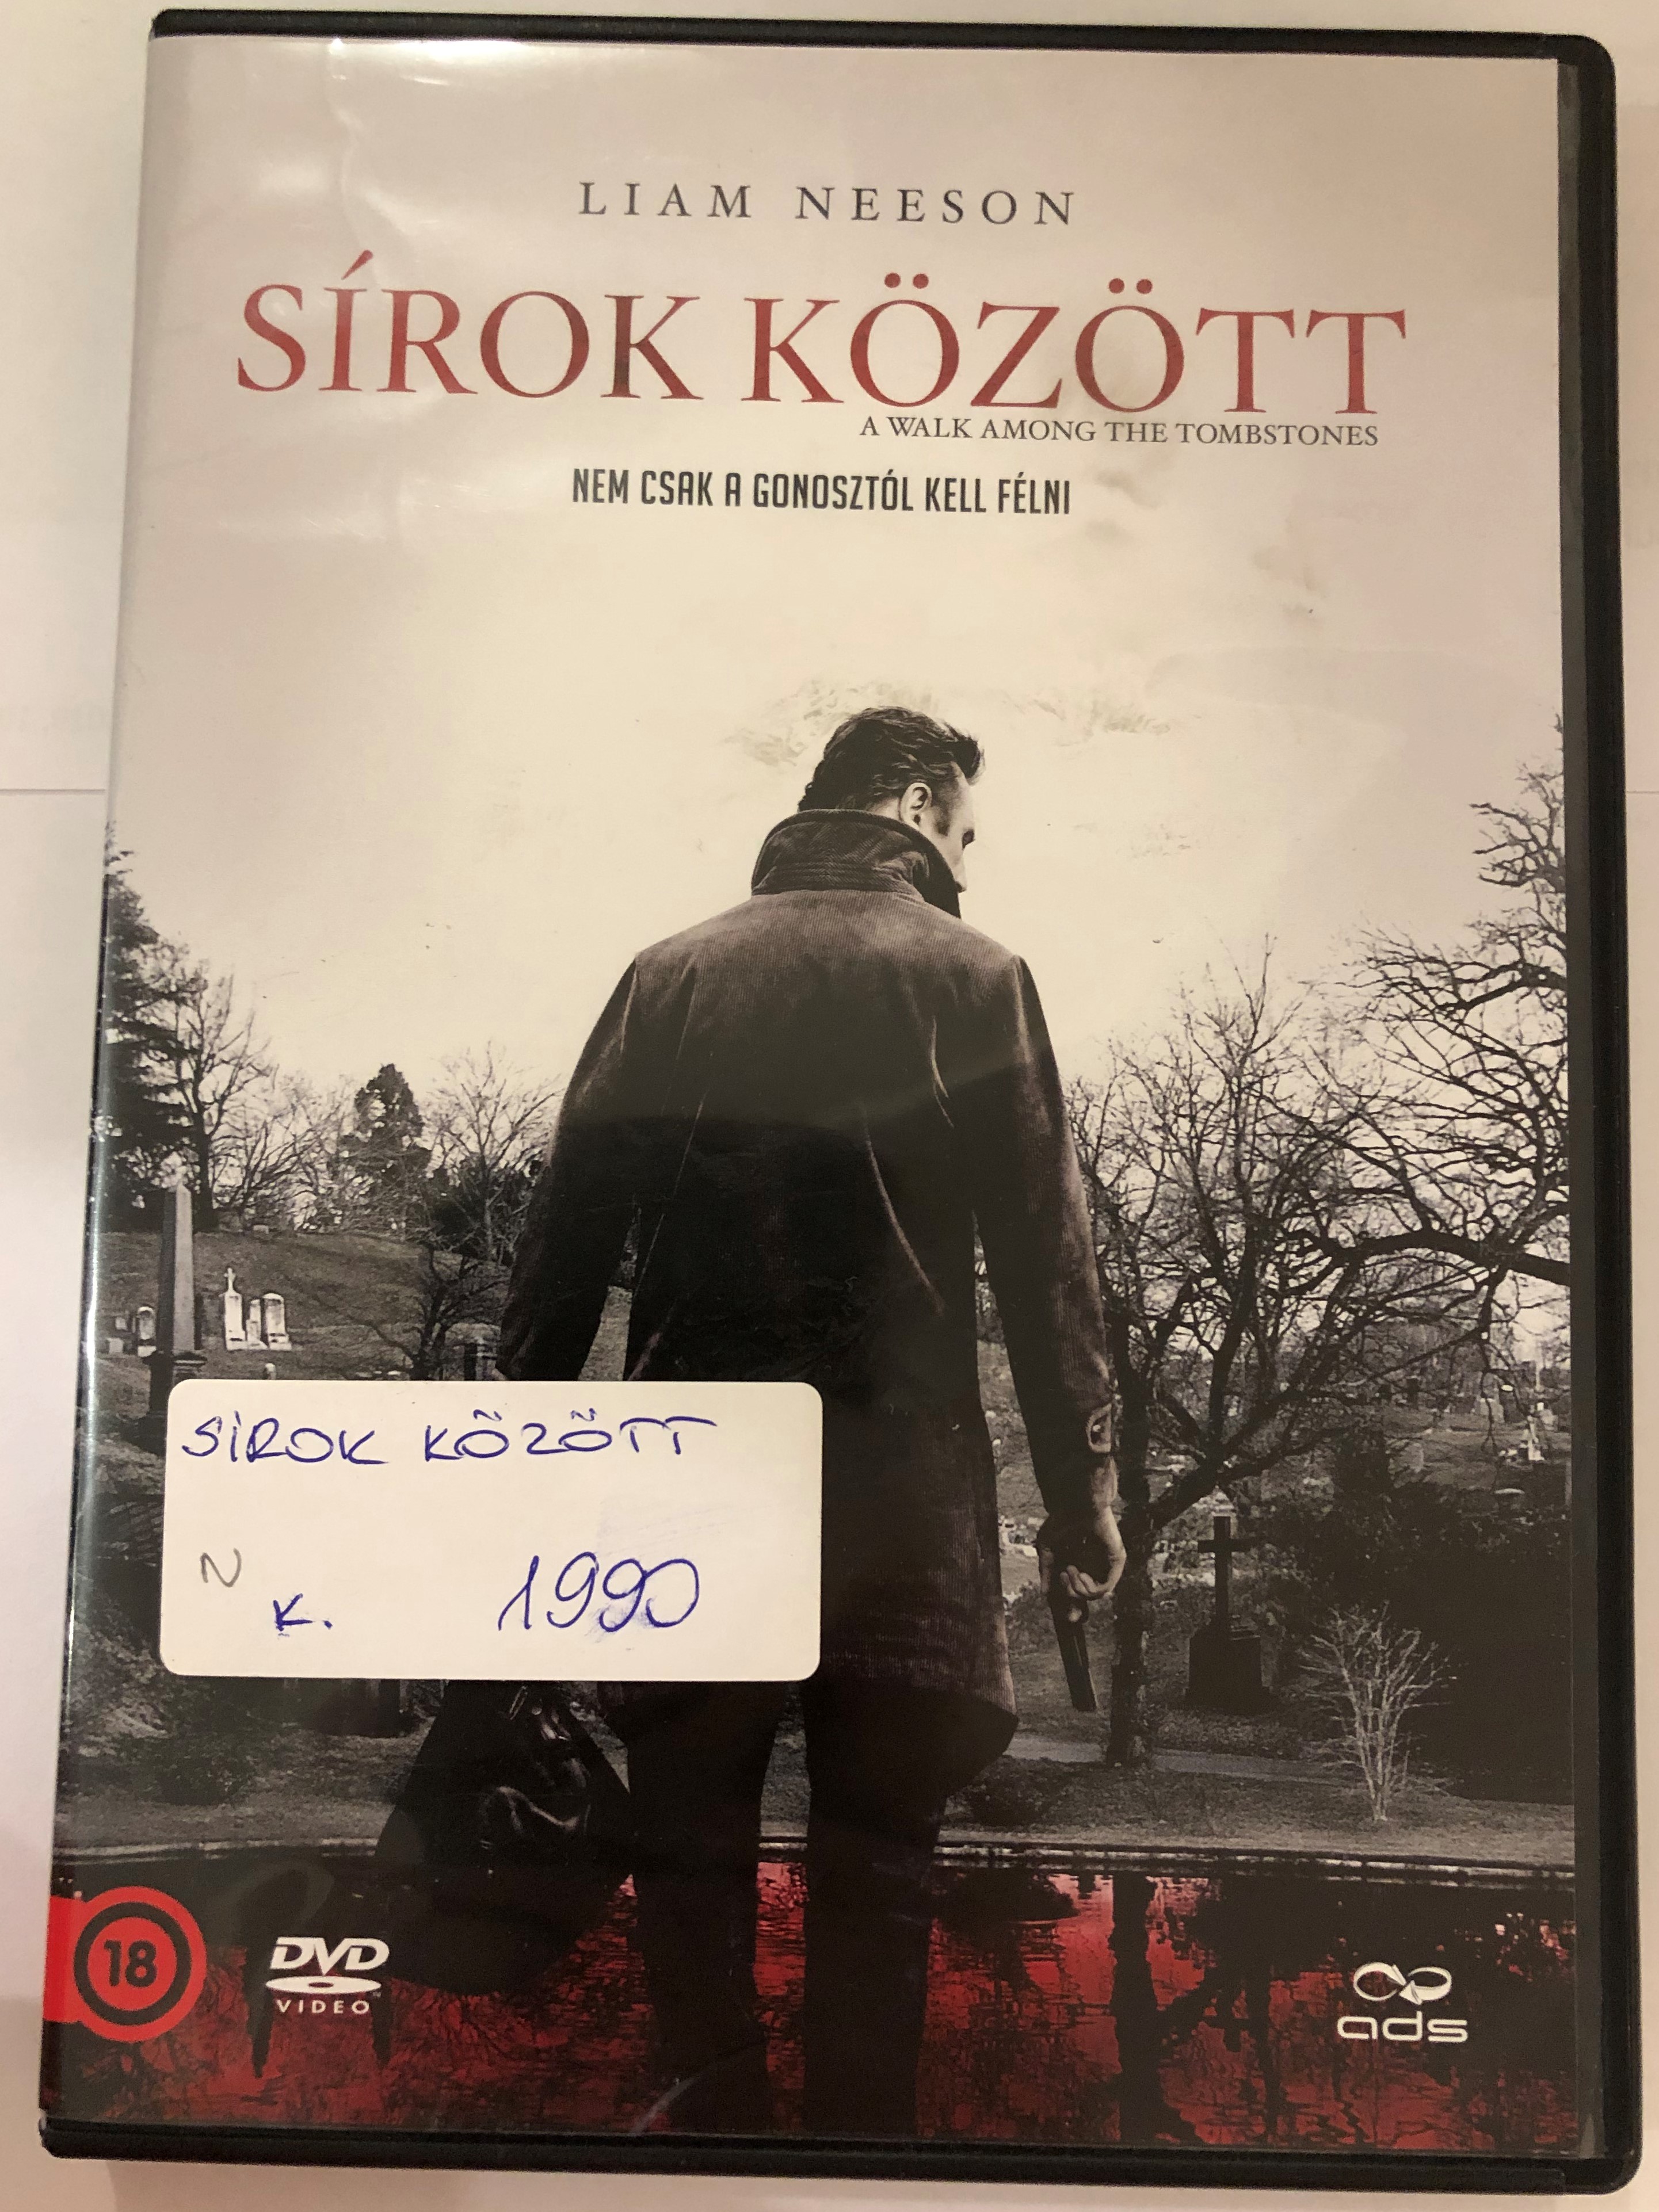 LIAM NEESON
SÍROK KÖZÖTT
A WALK AMONG THE TOMBSTONES
NEM CSAK A GONOSZTÓL KELL FÉLNI
SÍROK KÖZÖTT
N
K. 1990
18
DVD
VIDEO
ads